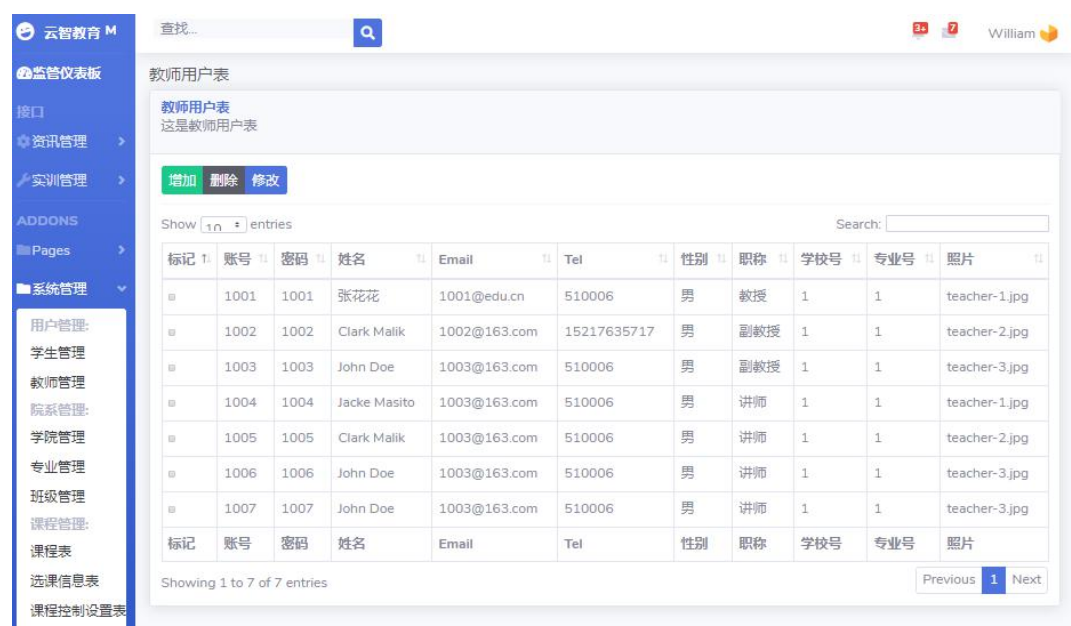 云智教育 M
查找...
3+
7
William
监管仪表板
接口
资讯管理
实训管理
ADDONS
Pages
系统管理
用户管理:
学生管理
教师管理
院系管理:
学院管理
专业管理
班级管理
课程管理:
课程表
选课信息表
课程控制设置表
教师用户表
教师用户表
这是教师用户表
增加 删除 修改
Show 10 entries
Search:
标记 账号 密码 姓名 Email Tel 性别 职称 学校号 专业号 照片
1001 1001 张花花 1001@edu.cn 510006 男 教授 1 1 teacher-1.jpg
1002 1002 Clark Malik 1002@163.com 15217635717 男 副教授 1 1 teacher-2.jpg
1003 1003 John Doe 1003@163.com 510006 男 副教授 1 1 teacher-3.jpg
1004 1004 Jacke Masito 1003@163.com 510006 男 讲师 1 1 teacher-1.jpg
1005 1005 Clark Malik 1003@163.com 510006 男 讲师 1 1 teacher-2.jpg
1006 1006 John Doe 1003@163.com 510006 男 讲师 1 1 teacher-3.jpg
1007 1007 John Doe 1003@163.com 510006 男 讲师 1 1 teacher-3.jpg
标记 账号 密码 姓名 Email Tel 性别 职称 学校号 专业号 照片
Showing 1 to 7 of 7 entries
Previous 1 Next